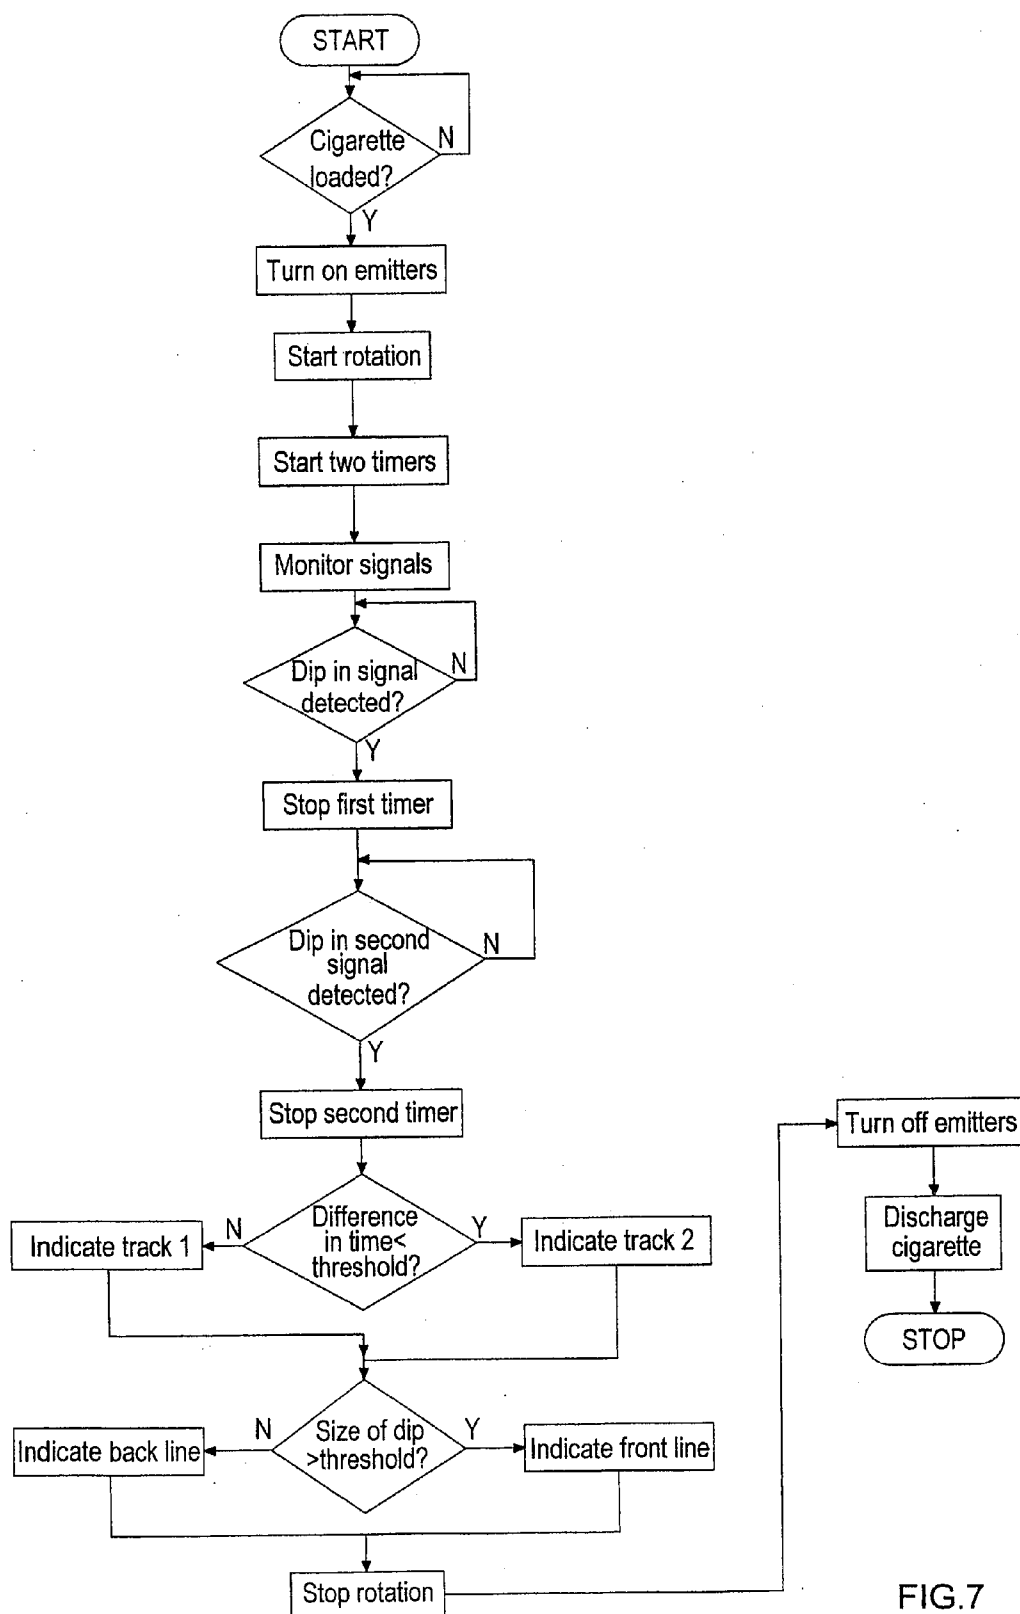 START
Cigarette
loaded?
N
Y
Turn on emitters
Start rotation
Start two timers
Monitor signals
Dip in signal
detected?
N
Y
Stop first timer
Dip in second
signal
detected?
N
Y
Stop second timer
Difference
in time<
threshold?
N
Y
Indicate track 1
Indicate track 2
Size of dip
>threshold?
N
Y
Indicate back line
Indicate front line
Stop rotation
Turn off emitters
Discharge
cigarette
STOP
FIG.7